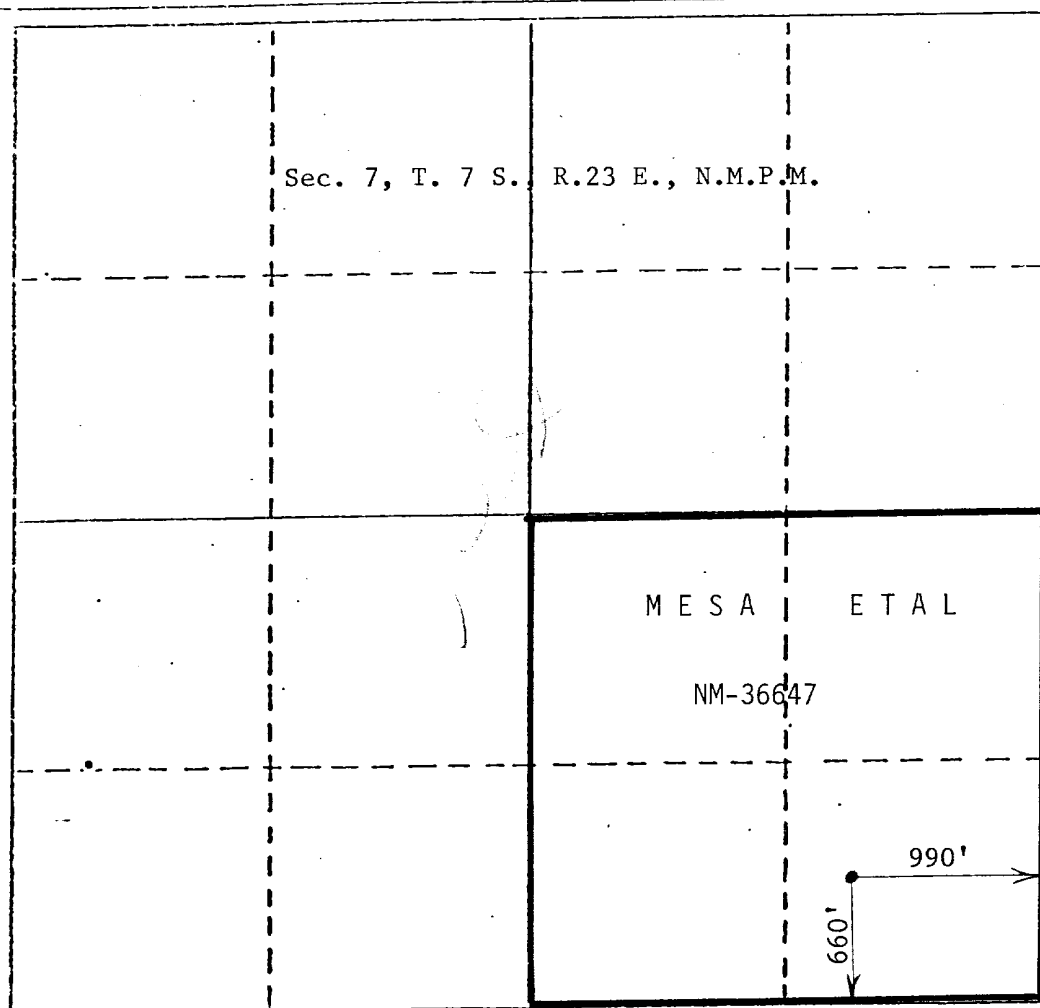 Sec. 7, T. 7 S., R.23 E., N.M.P.M.
MESA ETAL
NM-36647
990'
660'